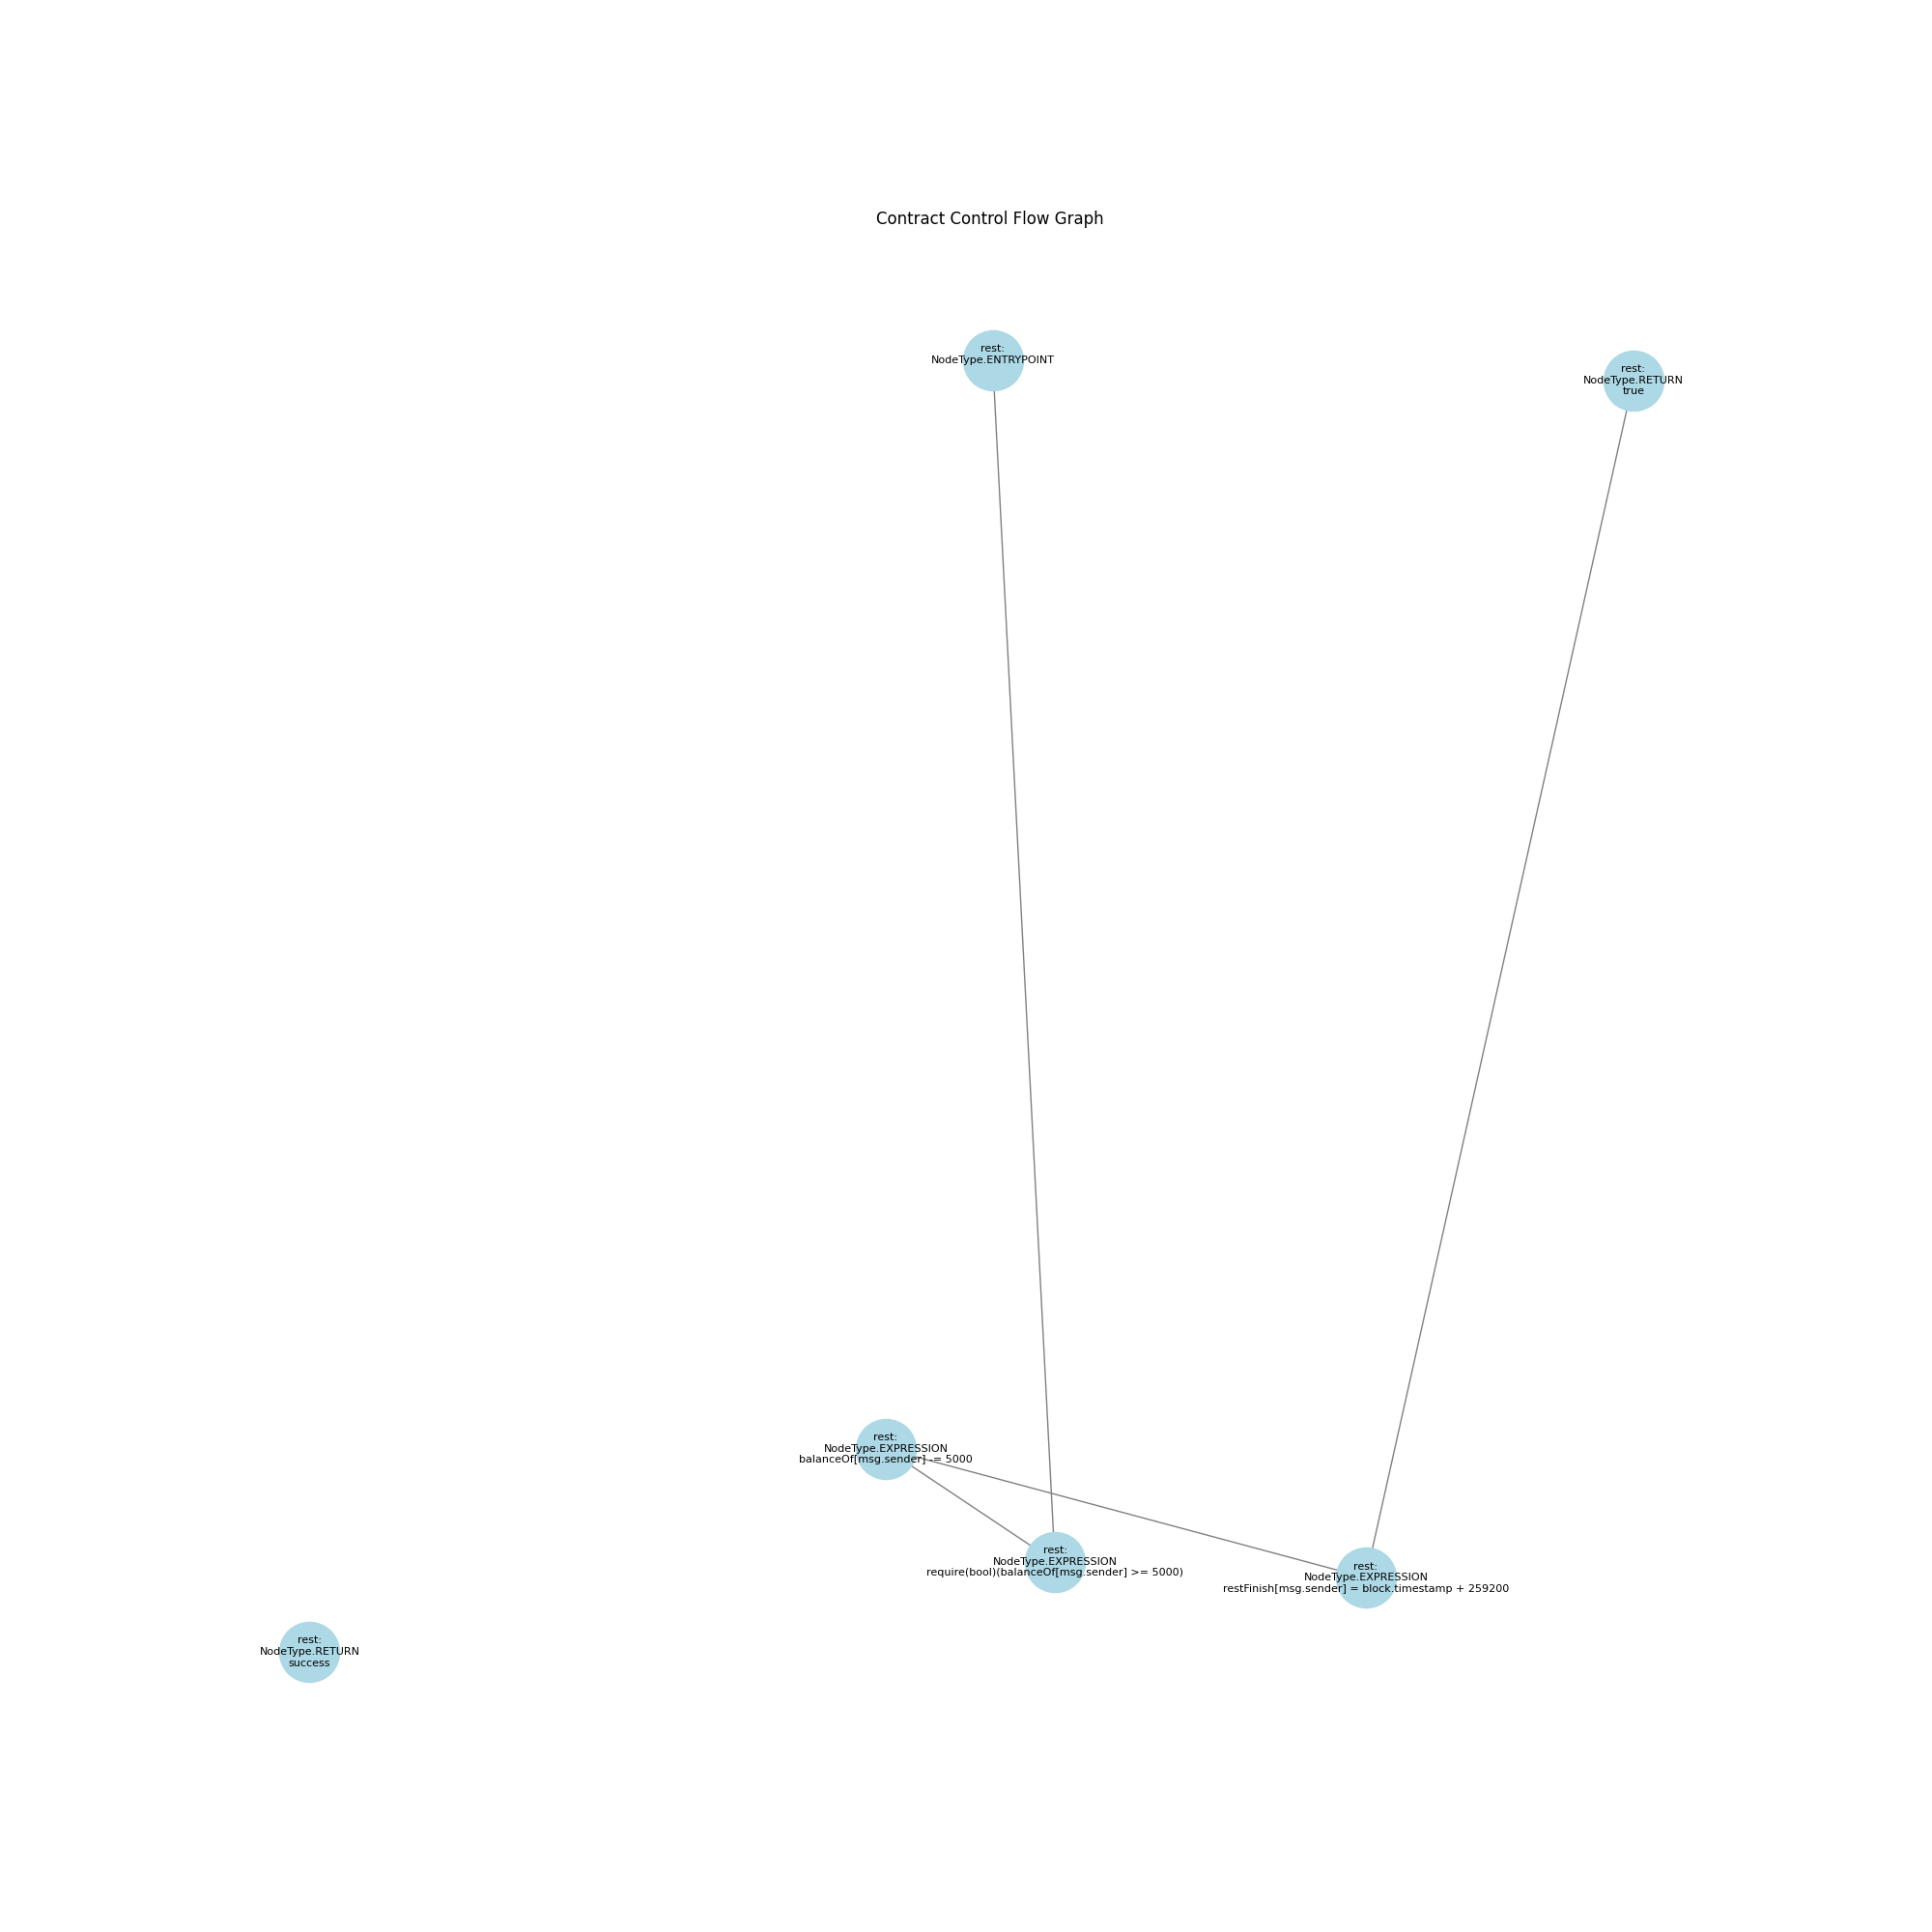 Contract Control Flow Graph
rest:
NodeType.ENTRYPOINT
rest:
NodeType.RETURN
true
rest:
NodeType.EXPRESSION
balanceOf[msg.sender] -= 5000
rest:
NodeType.EXPRESSION
require(bool)(balanceOf[msg.sender] >= 5000)
rest:
NodeType.EXPRESSION
restFinish[msg.sender] = block.timestamp + 259200
rest:
NodeType.RETURN
success